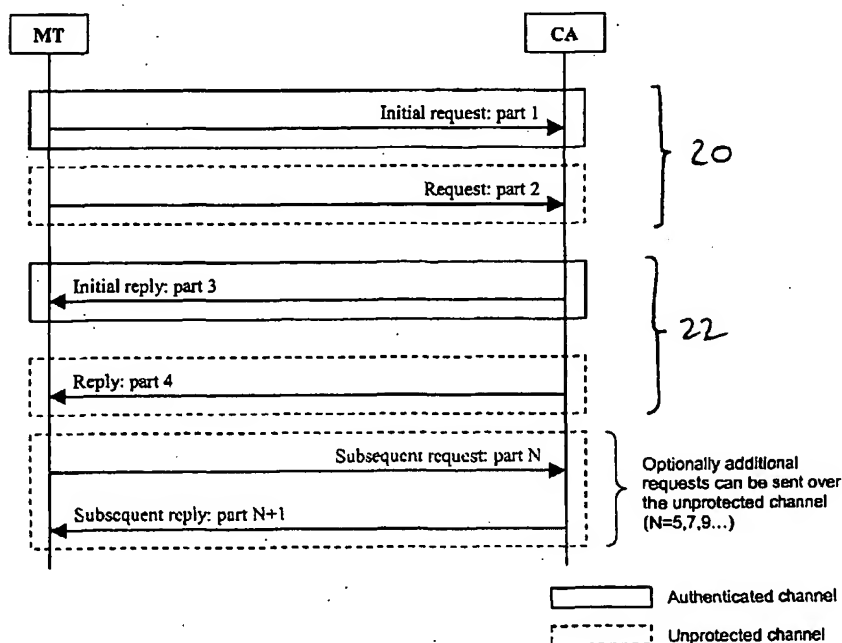 MT
CA
Initial request: part 1
Request: part 2
20
Initial reply: part 3
22
Reply: part 4
Subsequent request: part N
Subsequent reply: part N+1
Optionally additional
requests can be sent over
the unprotected channel
(N=5,7,9...)
Authenticated channel
Unprotected channel